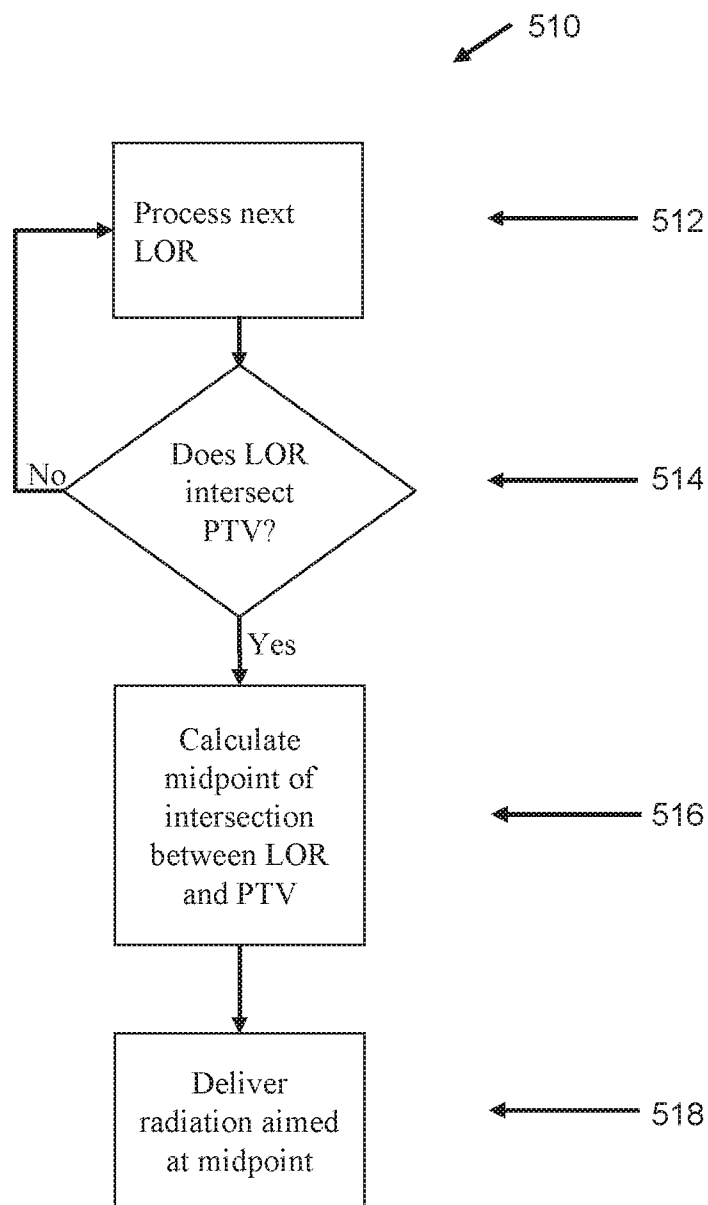 510
Process next
LOR
512
Does LOR
intersect
PTV?
514
No
Yes
Calculate
midpoint of
intersection
between LOR
and PTV
516
Deliver
radiation aimed
at midpoint
518